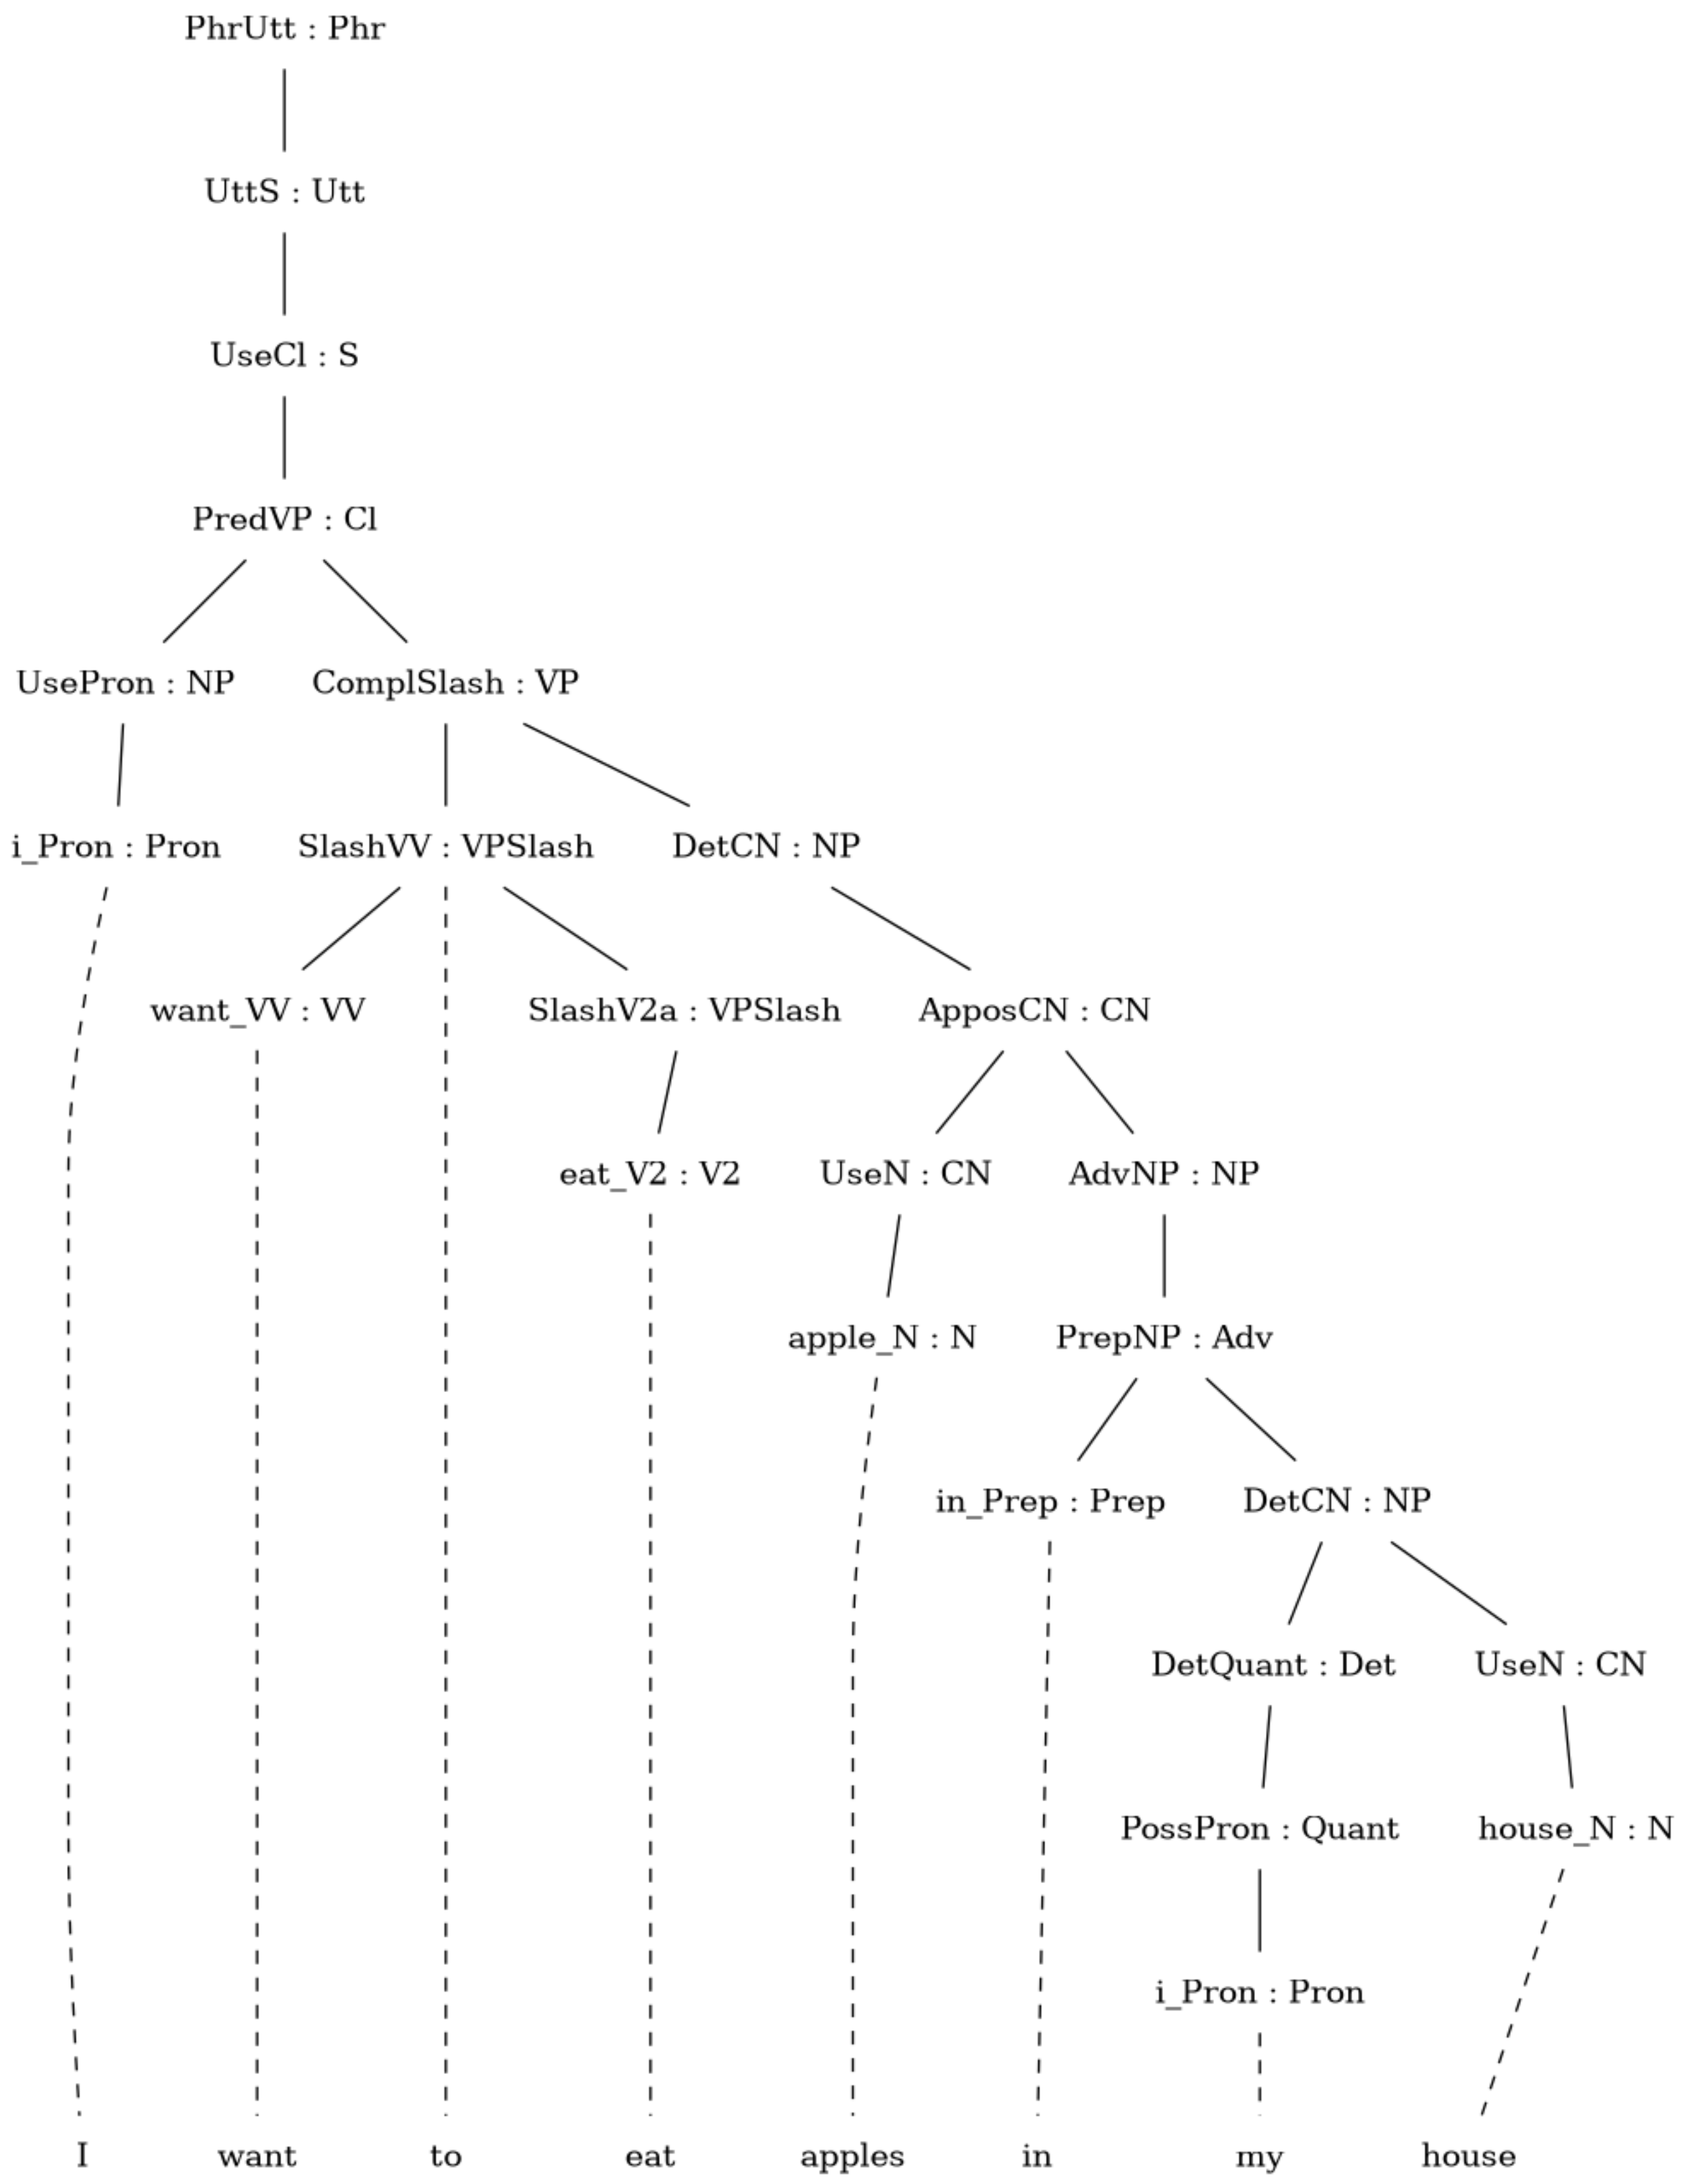 PhrUtt : Phr
UttS : Utt
UseCl : S
PredVP : Cl
UsePron : NP ComplSlash : VP
i_Pron : Pron SlashVV : VPSlash DetCN : NP
want_VV : VV SlashV2a : VPSlash ApposCN : CN
eat_V2 : V2 UseN : CN AdvNP : NP
apple_N : N PrepNP : Adv
in_Prep : Prep DetCN : NP
DetQuant : Det UseN : CN
PossPron : Quant house_N : N
i_Pron : Pron
I want to eat apples in my house